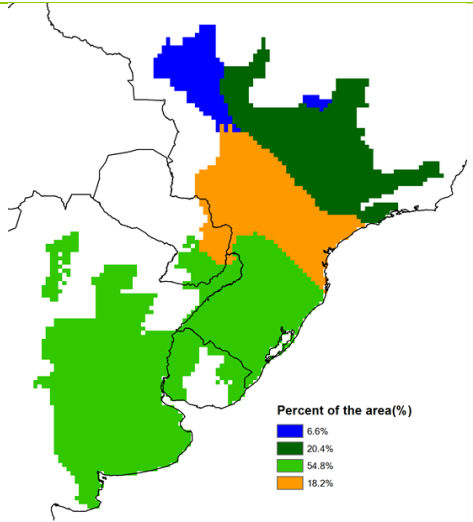 Percent of the area(%)
6.6%
20.4%
54.8%
18.2%